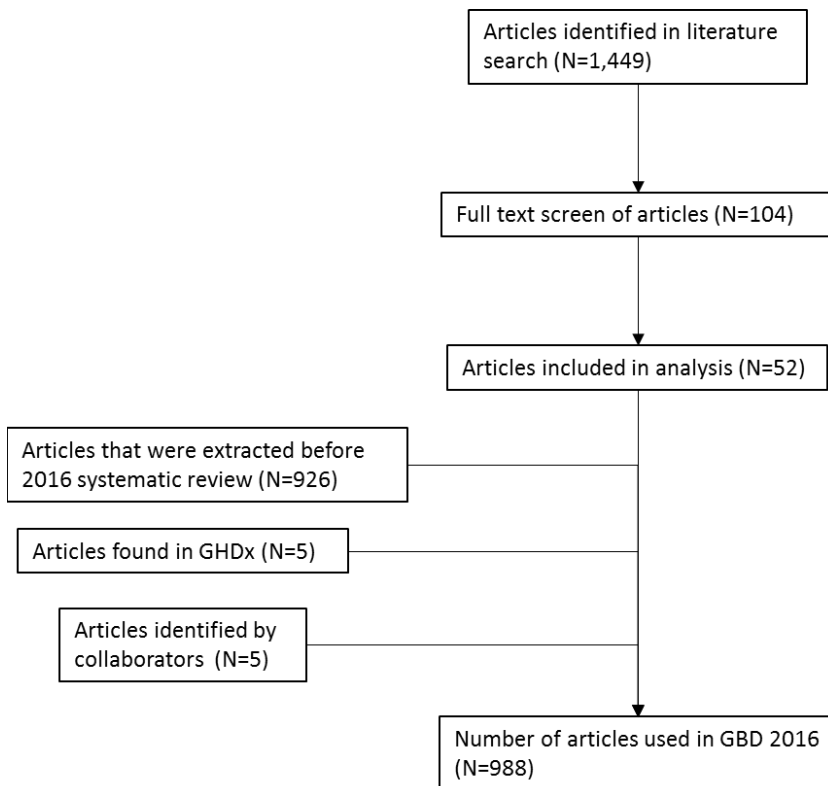 Articles identified in literature
search (N=1,449)
Full text screen of articles (N=104)
Articles included in analysis (N=52)
Articles that were extracted before
2016 systematic review (N=926)
Articles found in GHDx (N=5)
Articles identified by
collaborators  (N=5)
Number of articles used in GBD 2016
(N=988)